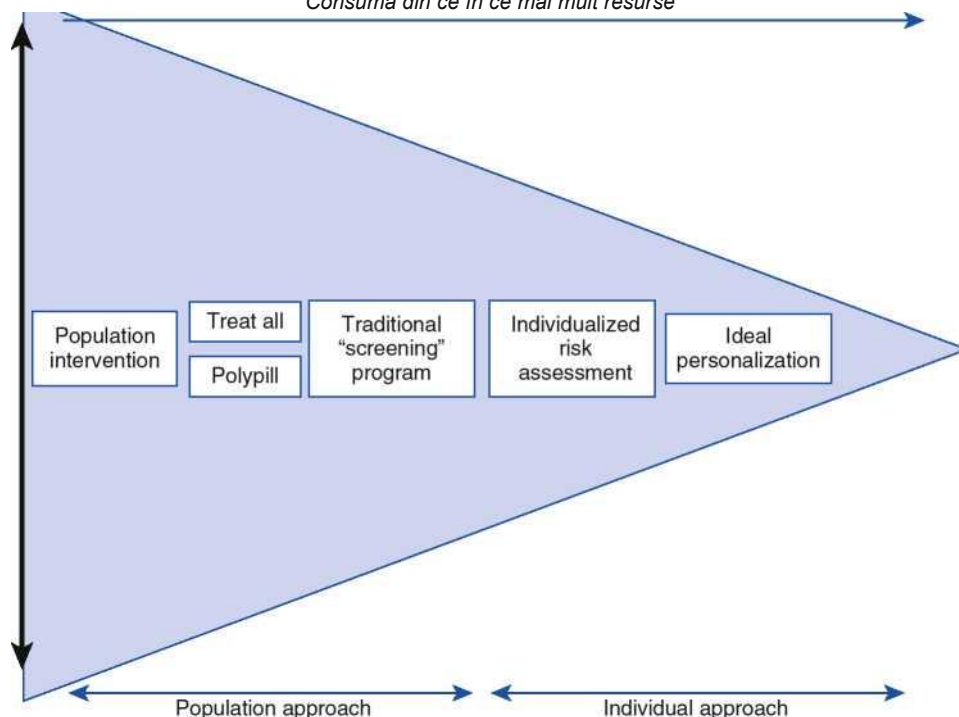 Consumă din ce în ce mai mult resurse
Population
intervention
Treat all
Polypill
Traditional
"screening"
program
Individualized
risk
assessment
Ideal
personalization
Population approach
Individual approach